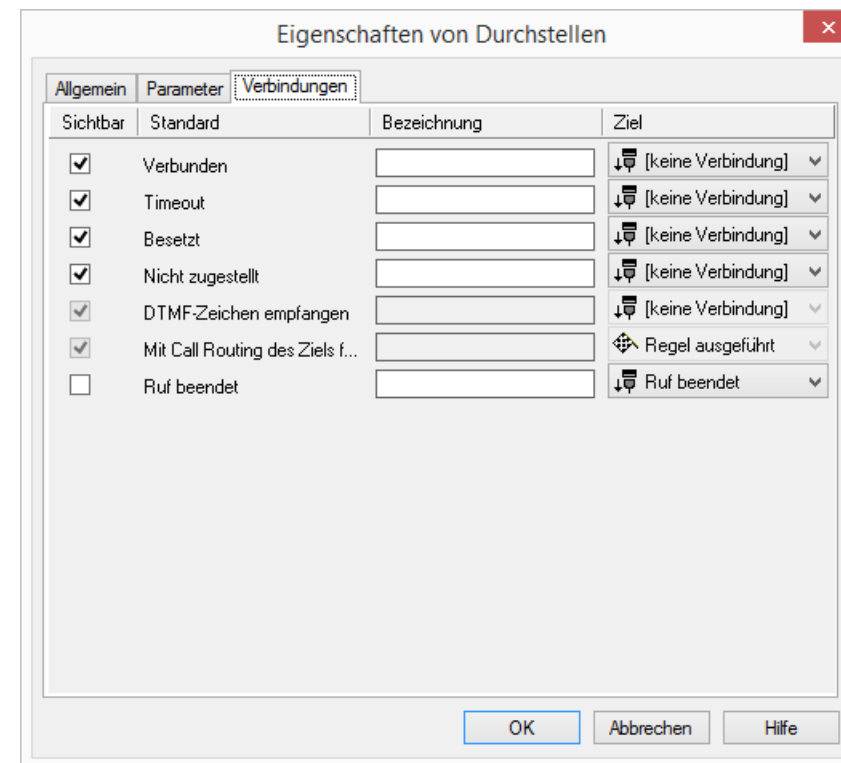 Eigenschaften von Durchstellen
Allgemein Parameter Verbindungen
Sichtbar Standard Bezeichnung Ziel
Verbunden [keine Verbindung]
Timeout [keine Verbindung]
Besetzt [keine Verbindung]
Nicht zugestellt [keine Verbindung]
DTMF-Zeichen empfangen [keine Verbindung]
Mit Call Routing des Ziels f... Regel ausgeführt
Ruf beendet Ruf beendet
OK Abbrechen Hilfe